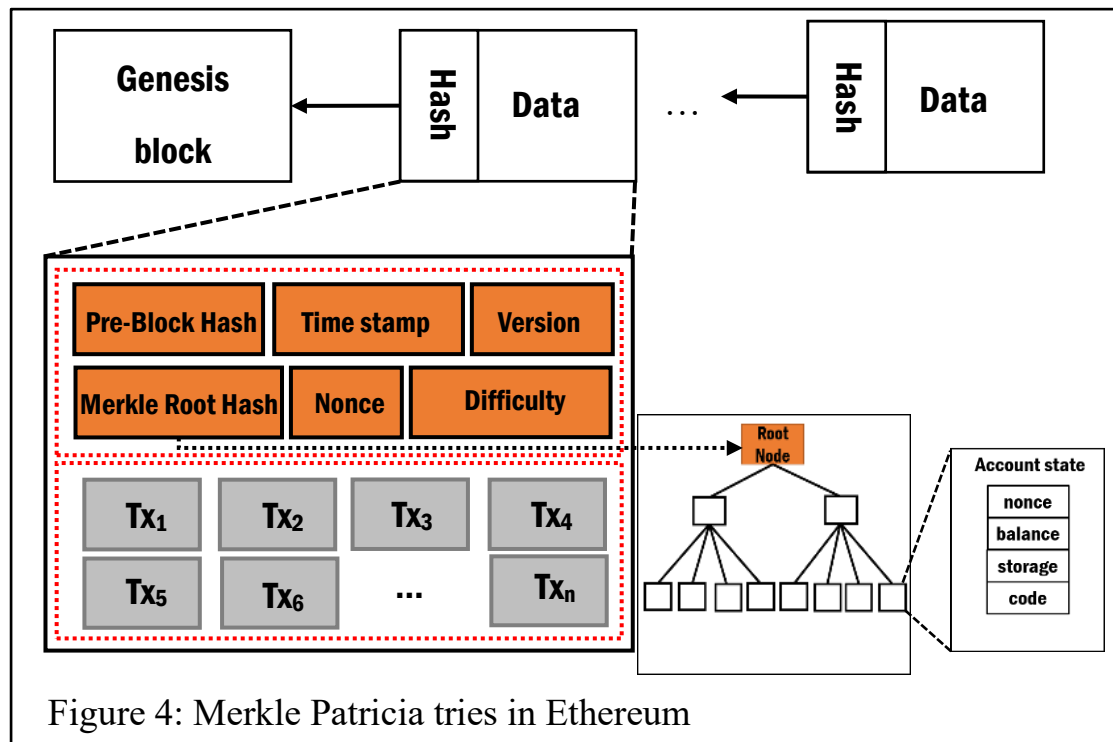 Genesis
block
Hash
Data
...
Hash
Data
Pre-Block Hash
Time stamp
Version
Merkle Root Hash
Nonce
Difficulty
Tx1
Tx2
Tx3
Tx4
Tx5
Tx6
...
Txn
Root
Node
Account state
nonce
balance
storage
code
Figure 4: Merkle Patricia tries in Ethereum